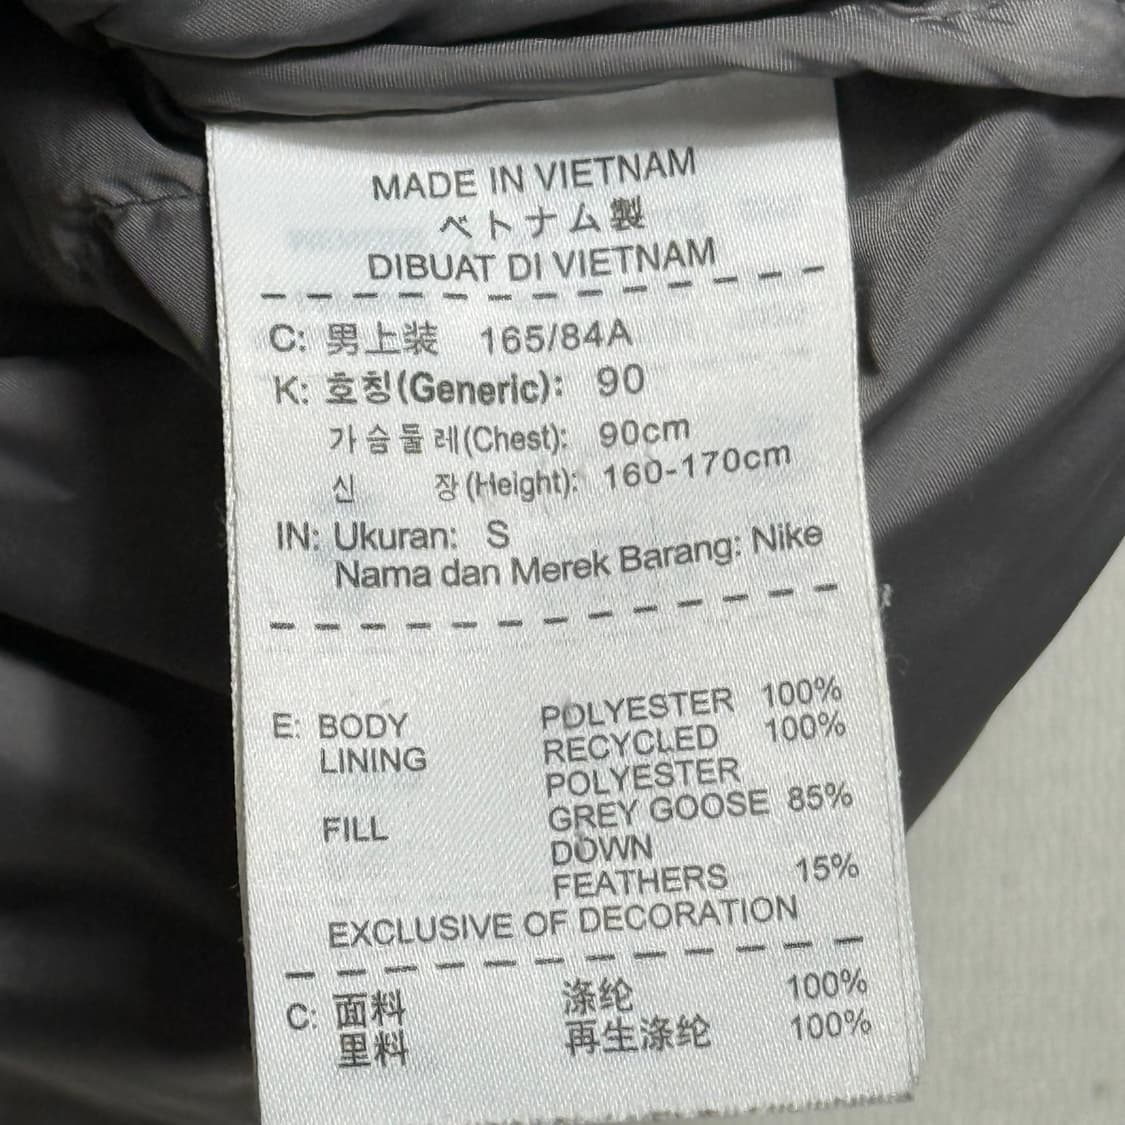 MADE IN VIETNAM
ベトナム製
DIBUAT DI VIETNAM
C: 男上装 165/84A
K: 호칭(Generic): 90
가슴둘레(Chest): 90cm
신 장(Height): 160-170cm
IN: Ukuran: S
Nama dan Merek Barang: Nike
E: BODY POLYESTER 100%
LINING RECYCLED 100%
POLYESTER
FILL GREY GOOSE 85%
DOWN
FEATHERS 15%
EXCLUSIVE OF DECORATION
C: 面料 涤纶 100%
里料 再生涤纶 100%